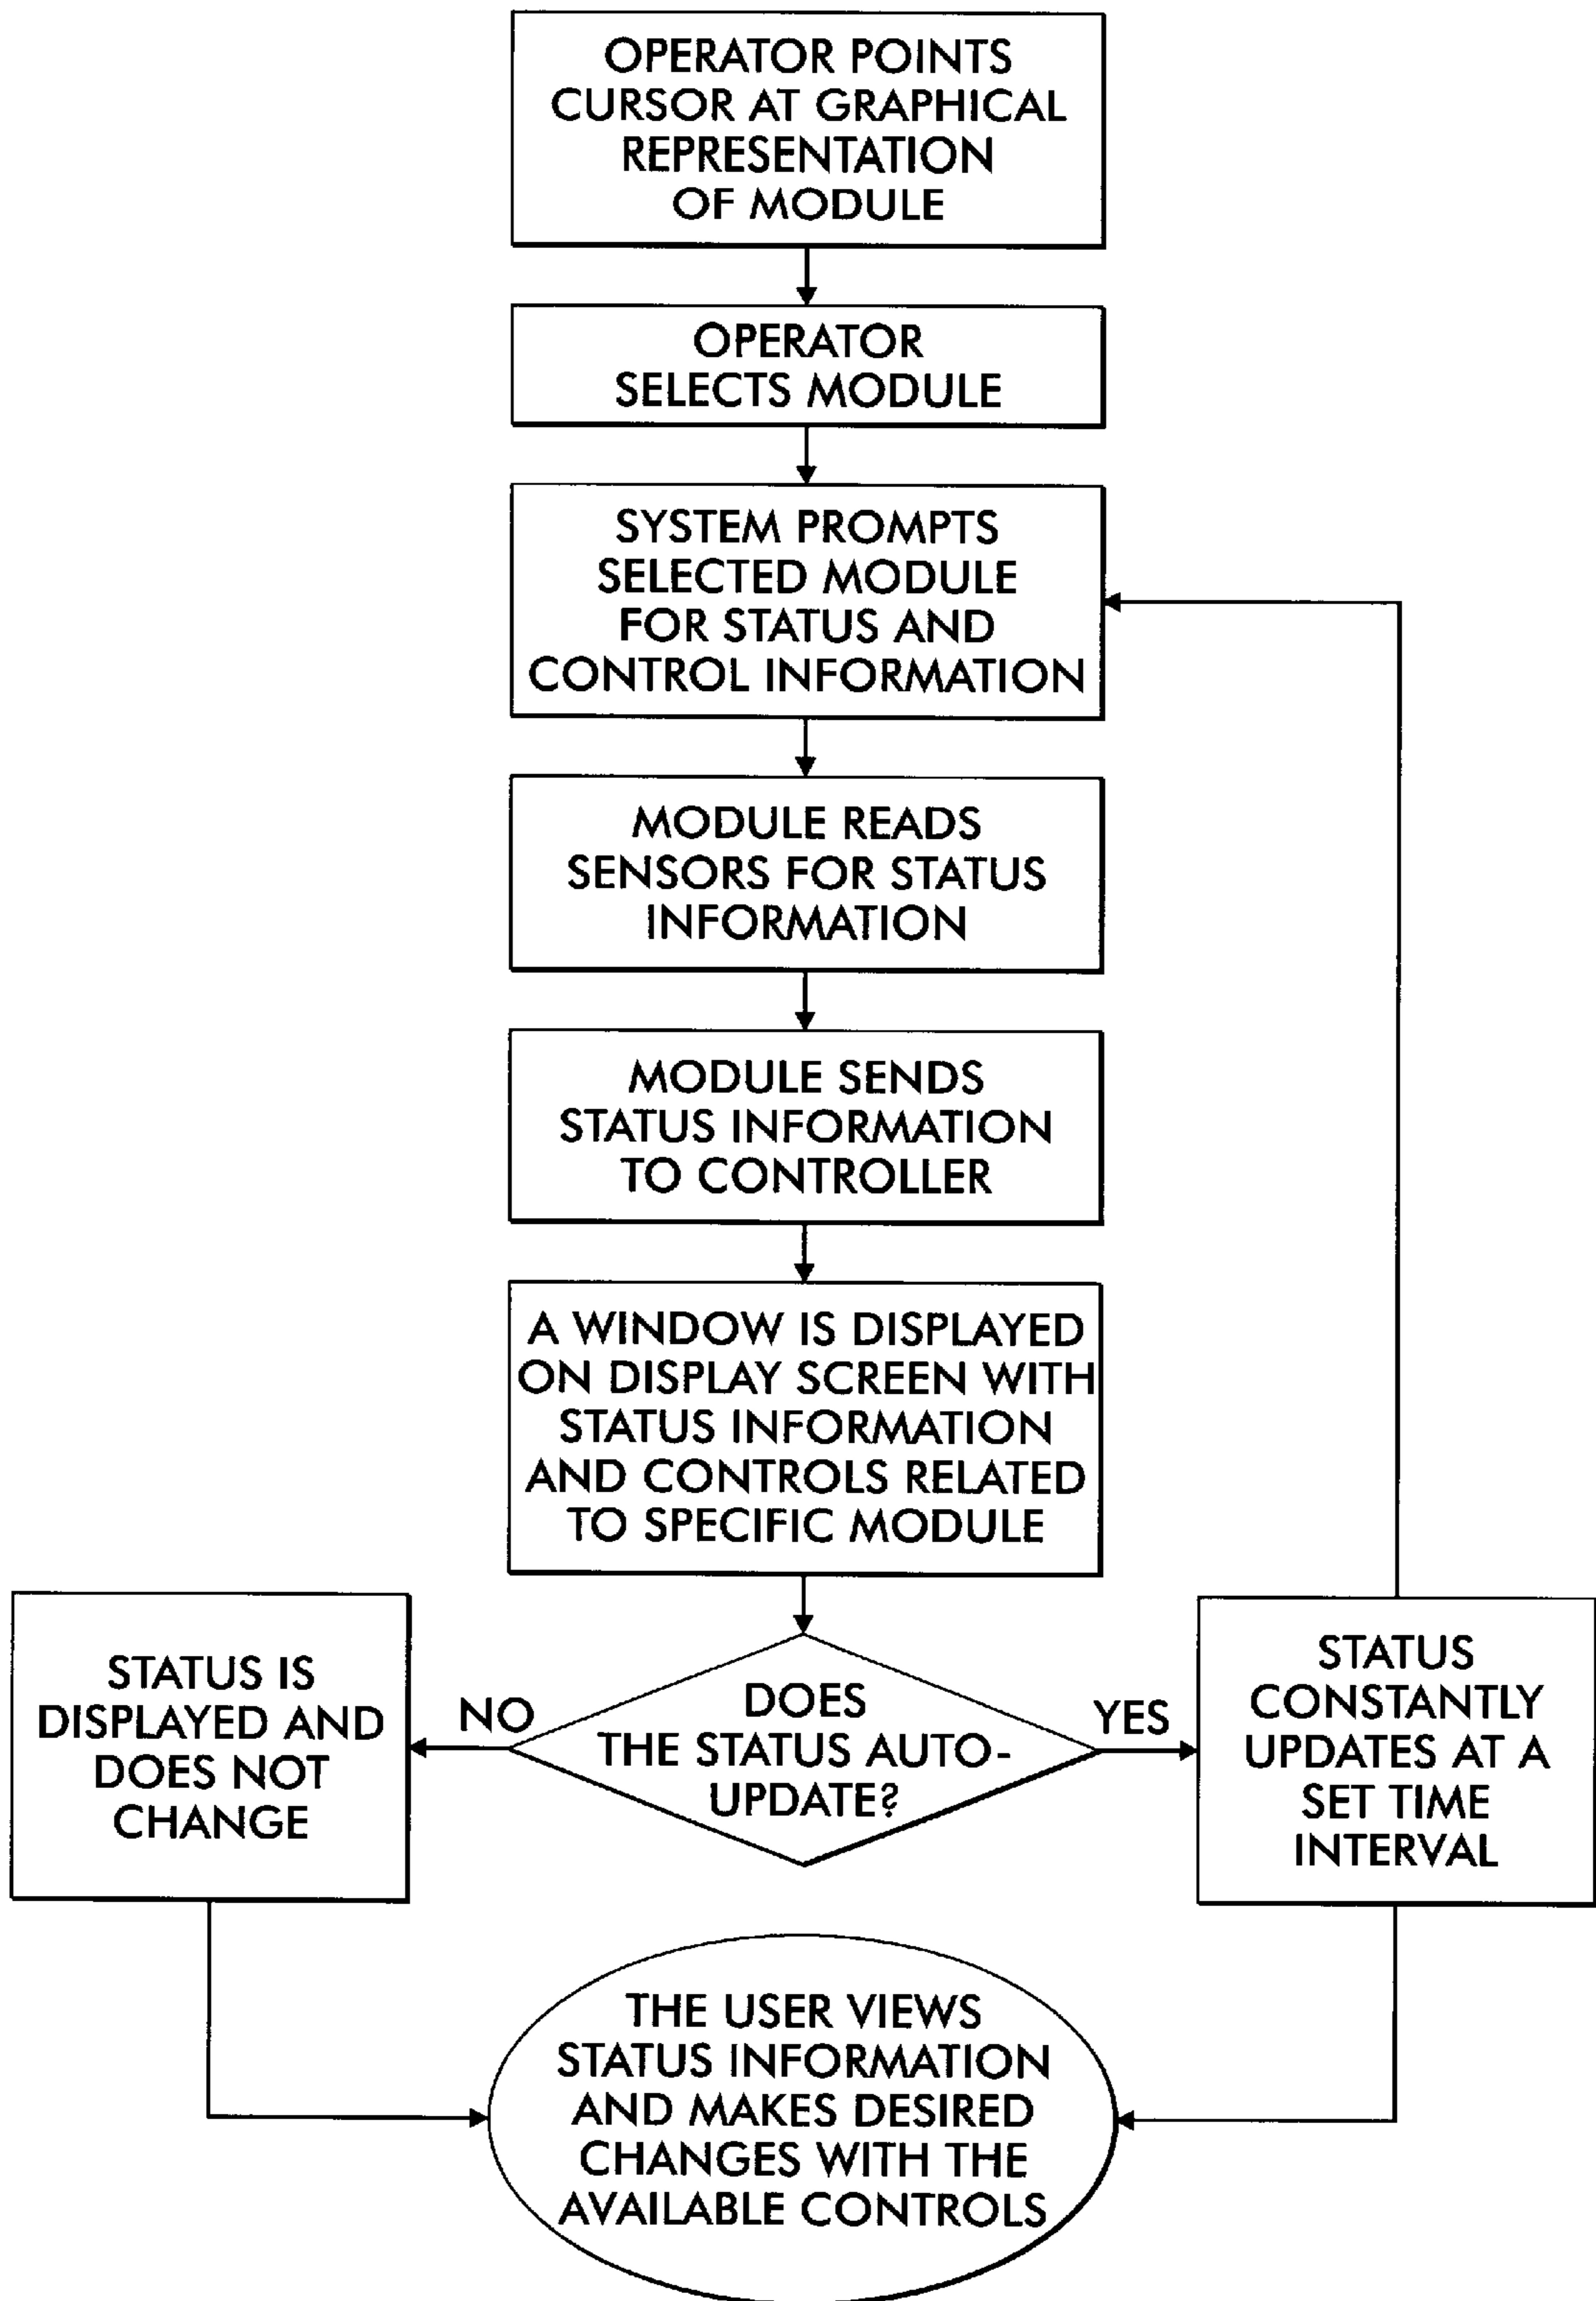 OPERATOR POINTS
CURSOR AT GRAPHICAL
REPRESENTATION
OF MODULE
OPERATOR
SELECTS MODULE
SYSTEM PROMPTS
SELECTED MODULE
FOR STATUS AND
CONTROL INFORMATION
MODULE READS
SENSORS FOR STATUS
INFORMATION
MODULE SENDS
STATUS INFORMATION
TO CONTROLLER
A WINDOW IS DISPLAYED
ON DISPLAY SCREEN WITH
STATUS INFORMATION
AND CONTROLS RELATED
TO SPECIFIC MODULE
STATUS IS
DISPLAYED AND
DOES NOT
CHANGE
NO
DOES
THE STATUS AUTO-
UPDATE?
YES
STATUS
CONSTANTLY
UPDATES AT A
SET TIME
INTERVAL
THE USER VIEWS
STATUS INFORMATION
AND MAKES DESIRED
CHANGES WITH THE
AVAILABLE CONTROLS